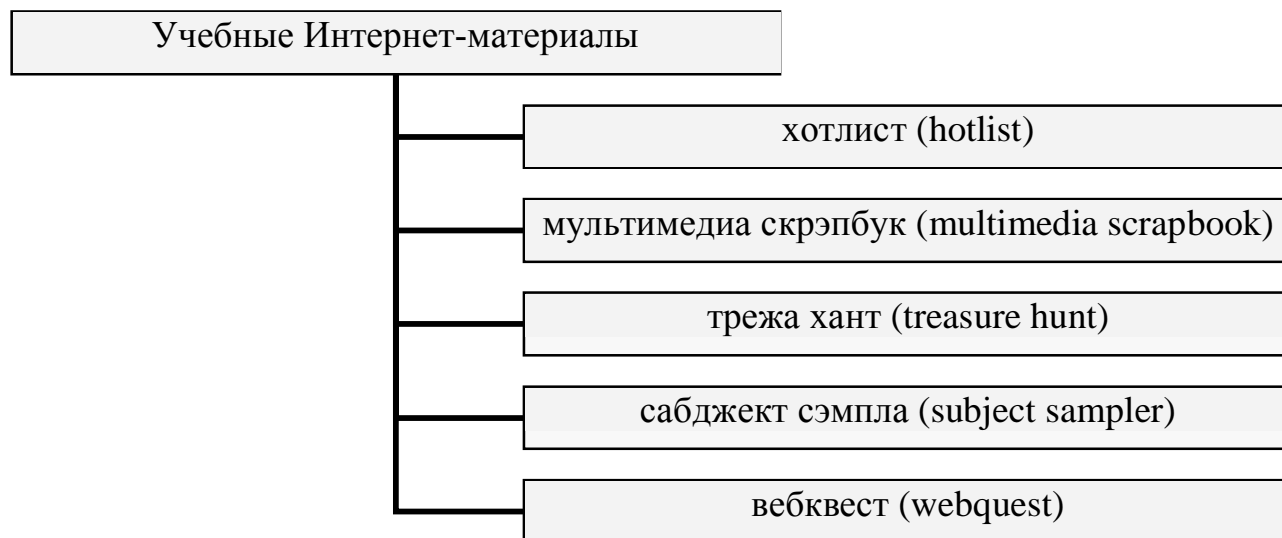 Учебные Интернет-материалы
хотлист (hotlist)
мультимедиа скрэпбук (multimedia scrapbook)
трежа хант (treasure hunt)
сабджект сэмпла (subject sampler)
вебквест (webquest)